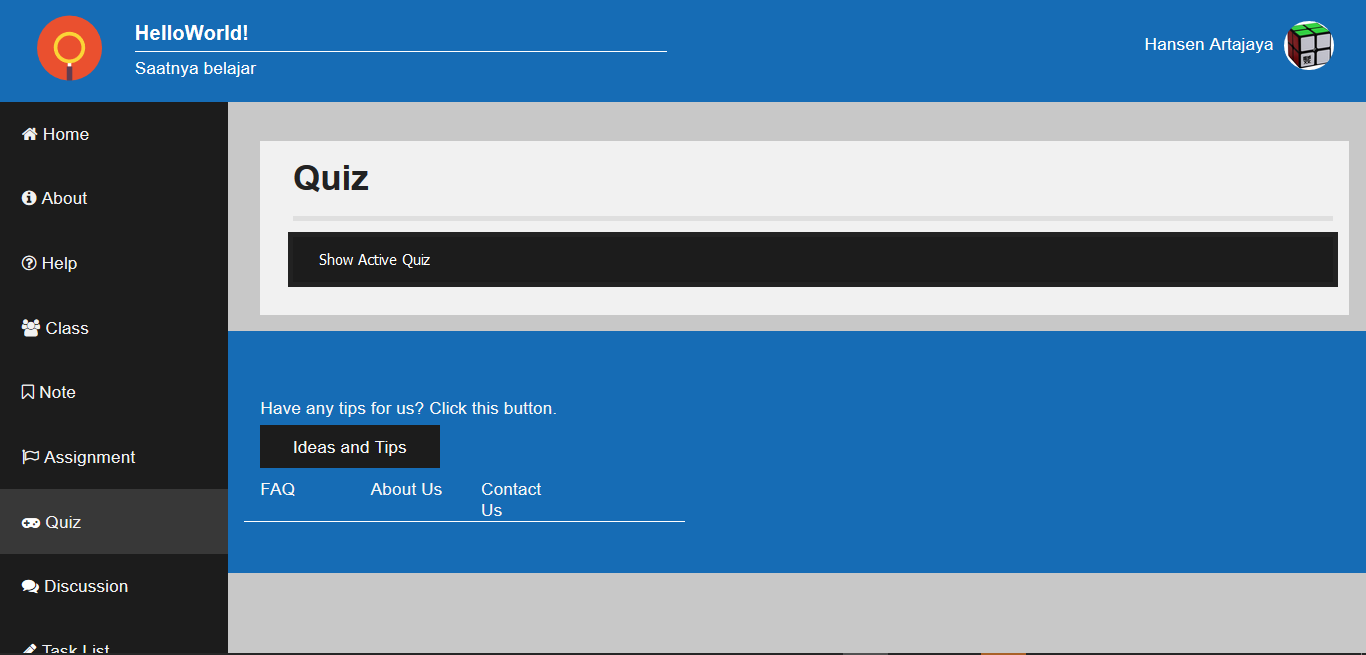 HelloWorld!
Saatnya belajar
Hansen Artajaya
Home
About
Help
Class
Note
Assignment
Quiz
Discussion
Task List
Quiz
Show Active Quiz
Have any tips for us? Click this button.
Ideas and Tips
FAQ
About Us
Contact
Us